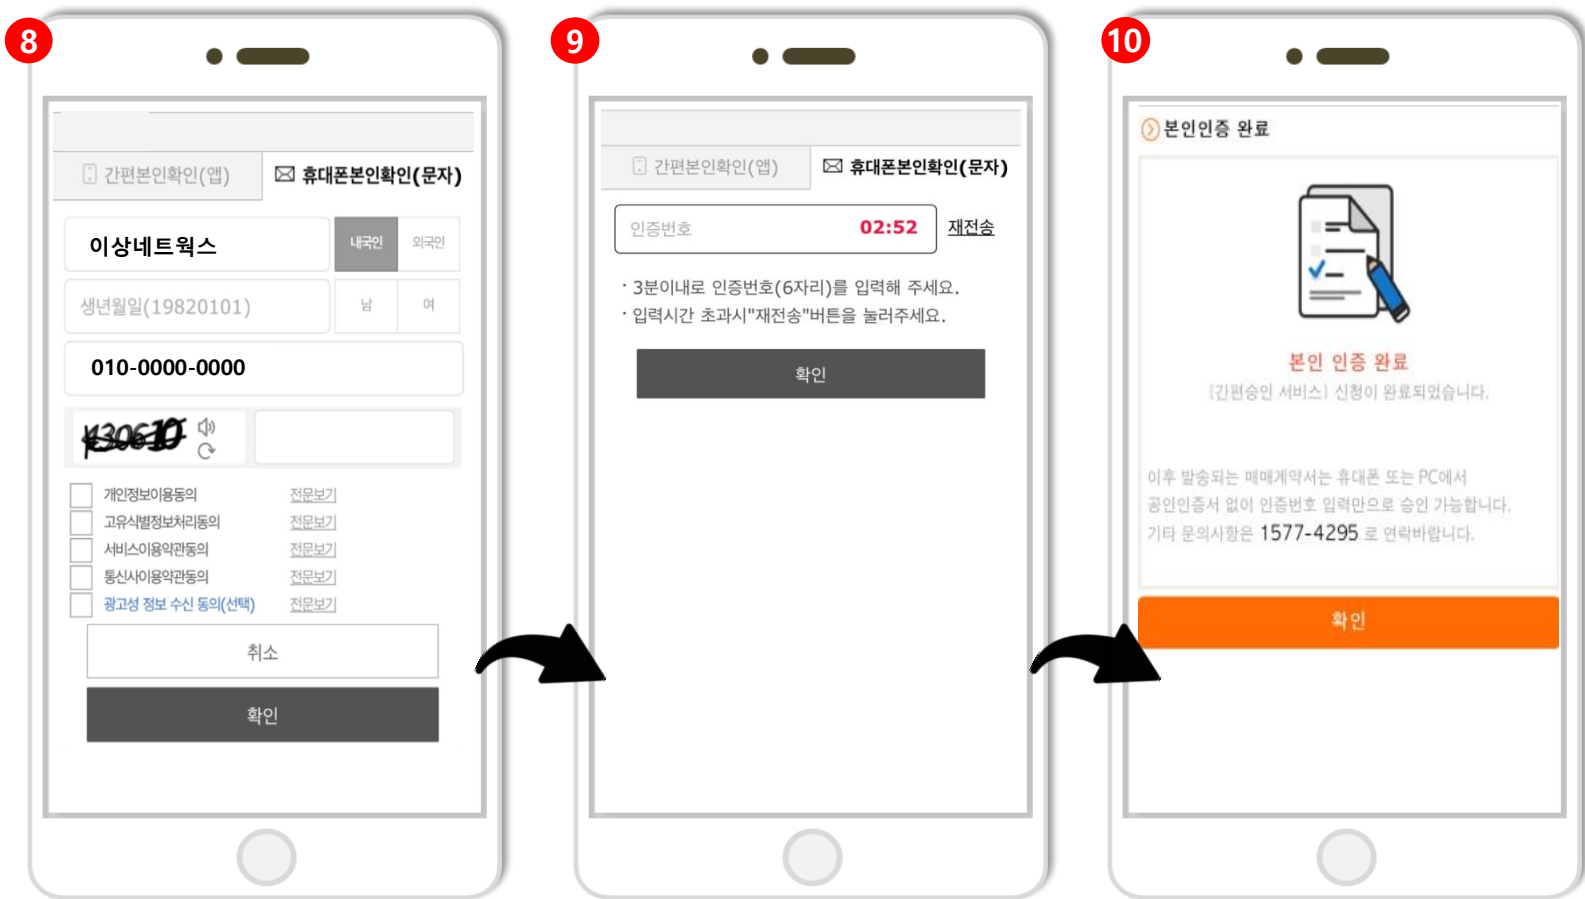 8
간편본인확인(앱) 휴대폰본인확인(문자)
이상네트웍스 내국인 외국인
생년월일(19820101) 남 여
010-0000-0000
430610
개인정보이용동의 전문보기
고유식별정보처리동의 전문보기
서비스이용약관동의 전문보기
통신사이용약관동의 전문보기
광고성 정보 수신 동의(선택) 전문보기
취소
확인
9
간편본인확인(앱) 휴대폰본인확인(문자)
인증번호 02:52 재전송
· 3분이내로 인증번호(6자리)를 입력해 주세요.
· 입력시간 초과시"재전송"버튼을 눌러주세요.
확인
10
본인인증 완료
본인 인증 완료
[간편승인 서비스] 신청이 완료되었습니다.
이후 발송되는 매매계약서는 휴대폰 또는 PC에서
공인인증서 없이 인증번호 입력만으로 승인 가능합니다.
기타 문의사항은 1577-4295 로 연락바랍니다.
확인